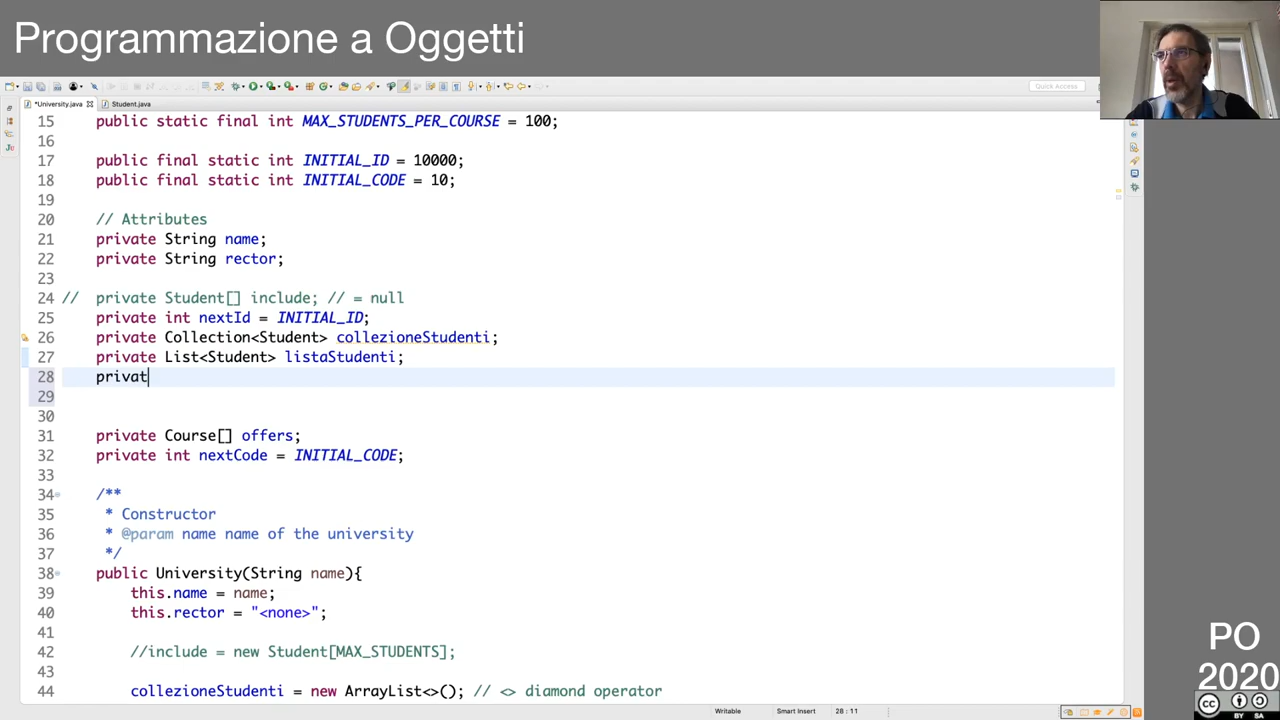 Programmazione a Oggetti
Quick Access
*University.java
Student.java
15 public static final int MAX_STUDENTS_PER_COURSE = 100;
16
17 public final static int INITIAL_ID = 10000;
18 public final static int INITIAL_CODE = 10;
19
20 // Attributes
21 private String name;
22 private String rector;
23
24 // private Student[] include; // = null
25 private int nextId = INITIAL_ID;
26 private Collection<Student> collezioneStudenti;
27 private List<Student> listaStudenti;
28 privat
29
30
31 private Course[] offers;
32 private int nextCode = INITIAL_CODE;
33
34 /**
35 * Constructor
36 * @param name name of the university
37 */
38 public University(String name){
39 this.name = name;
40 this.rector = "<none>";
41
42 //include = new Student[MAX_STUDENTS];
43
44 collezioneStudenti = new ArrayList<>(); // <> diamond operator
Writable
Smart Insert
28 : 11
PO
2020
CC
BY SA